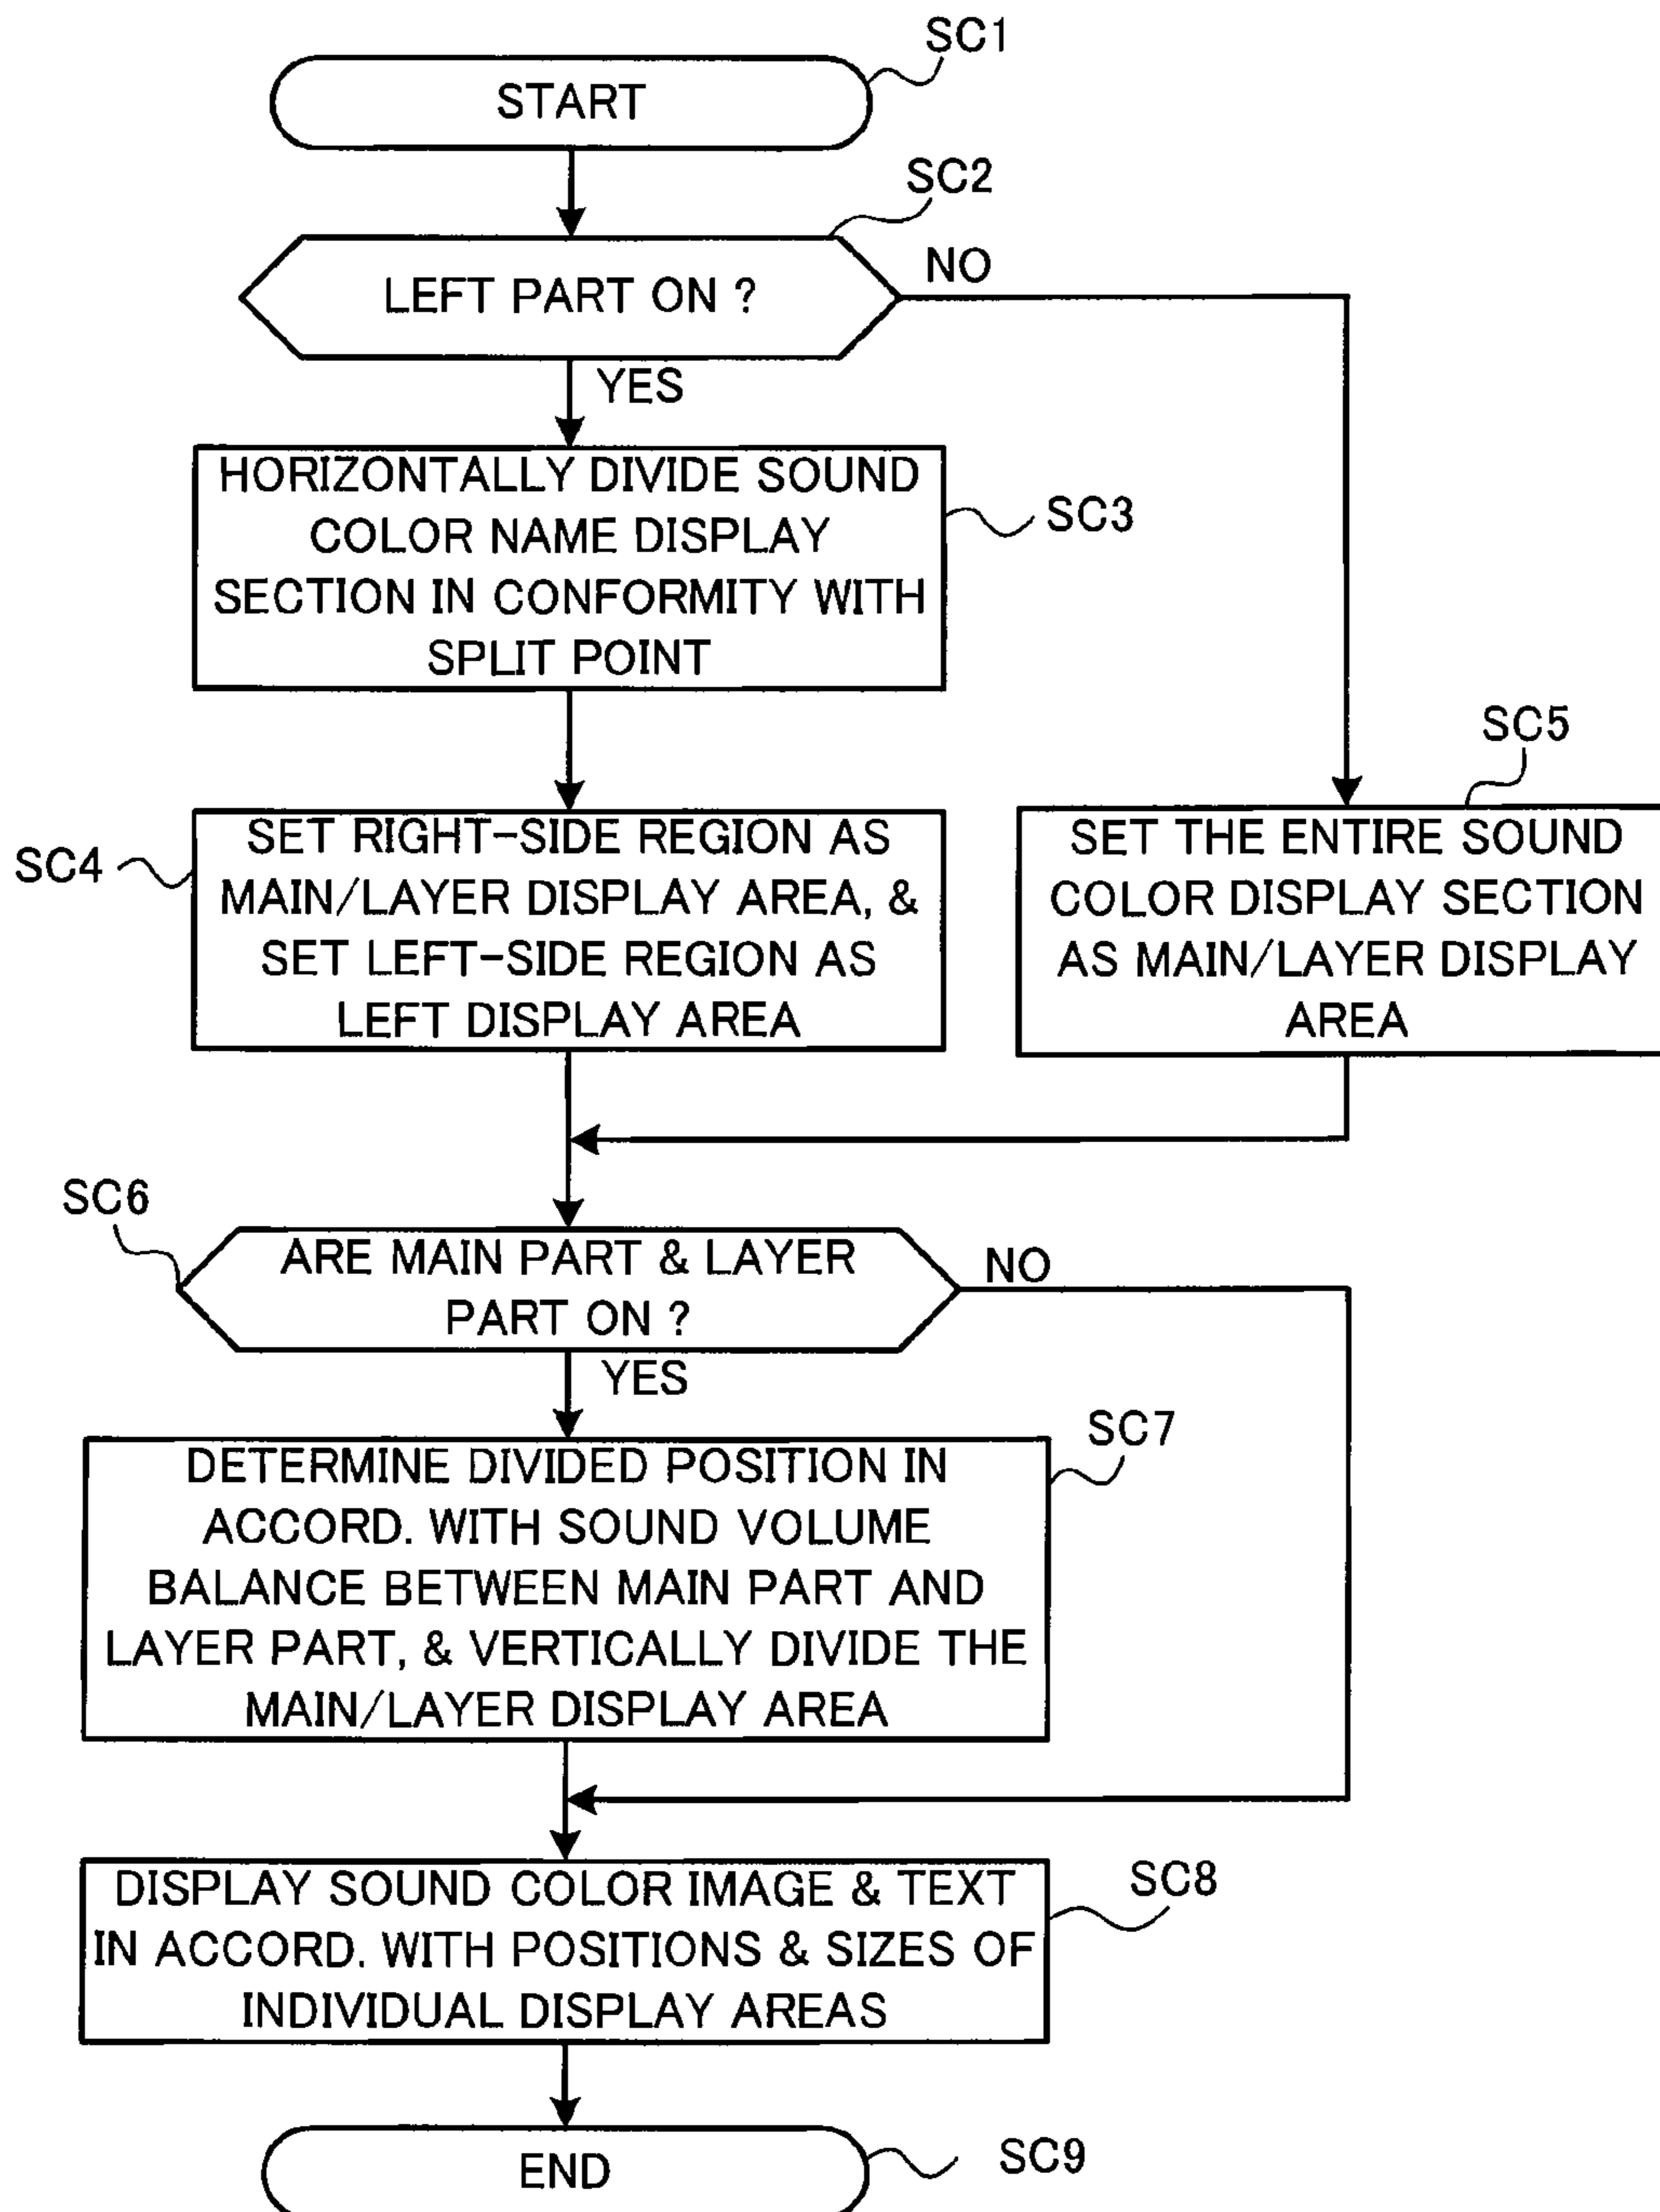 SC1
START
SC2
LEFT PART ON ?
NO
YES
HORIZONTALLY DIVIDE SOUND
COLOR NAME DISPLAY
SECTION IN CONFORMITY WITH
SPLIT POINT
SC3
SC4
SET RIGHT-SIDE REGION AS
MAIN/LAYER DISPLAY AREA, &
SET LEFT-SIDE REGION AS
LEFT DISPLAY AREA
SC5
SET THE ENTIRE SOUND
COLOR DISPLAY SECTION
AS MAIN/LAYER DISPLAY
AREA
SC6
ARE MAIN PART & LAYER
PART ON ?
NO
YES
SC7
DETERMINE DIVIDED POSITION IN
ACCORD. WITH SOUND VOLUME
BALANCE BETWEEN MAIN PART AND
LAYER PART, & VERTICALLY DIVIDE THE
MAIN/LAYER DISPLAY AREA
SC8
DISPLAY SOUND COLOR IMAGE & TEXT
IN ACCORD. WITH POSITIONS & SIZES OF
INDIVIDUAL DISPLAY AREAS
END
SC9